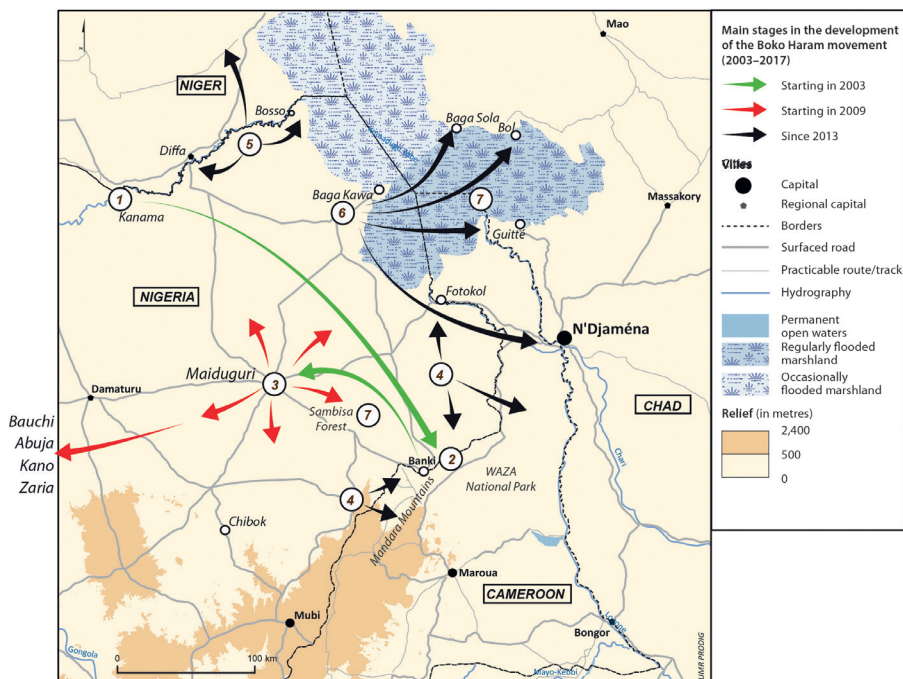 Mao
NIGER
Bosso
5
Diffa
1
Kanama
Baga Sola
Bol
Baga Kawa
6
7
Massakory
Guitté
NIGERIA
Fotokol
N'Djaména
Maiduguri
3
4
Damaturu
Sambisa
Forest
7
CHAD
Bauchi
Abuja
Kano
Zaria
Banki
2
WAZA
National Park
Chari
4
Mandara Mountains
Chibok
Maroua
CAMEROON
Mubi
Bongor
Logone
Gongola
0
100 km
Mayo-Kebbi
UMR PRODIG
Main stages in the development
of the Boko Haram movement
(2003–2017)
Starting in 2003
Starting in 2009
Since 2013
Capital
Regional capital
Borders
Surfaced road
Practicable route/track
Hydrography
Permanent
open waters
Regularly flooded
marshland
Occasionally
flooded marshland
Relief (in metres)
2,400
500
0